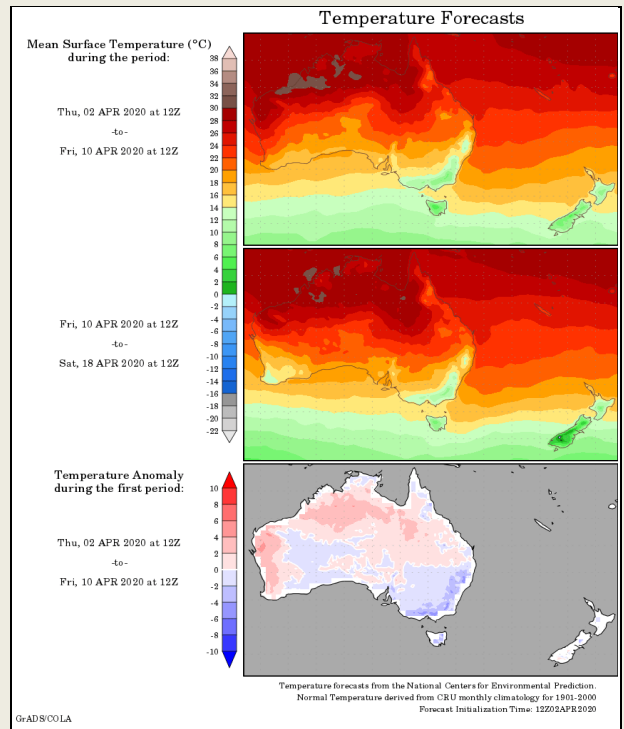 Temperature Forecasts
Mean Surface Temperature (°C)
during the period:
38
36
34
32
30
28
26
24
22
20
18
16
14
12
10
8
6
4
2
0
-2
-4
-6
-8
-10
-12
-14
-16
-18
-20
-22
Thu, 02 APR 2020 at 12Z
-to-
Fri, 10 APR 2020 at 12Z
Fri, 10 APR 2020 at 12Z
-to-
Sat, 18 APR 2020 at 12Z
Temperature Anomaly
during the first period:
10
8
6
4
2
0
-2
-4
-6
-8
-10
Thu, 02 APR 2020 at 12Z
-to-
Fri, 10 APR 2020 at 12Z
Temperature forecasts from the National Centers for Environmental Prediction.
Normal Temperature derived from CRU monthly climatology for 1901-2000
Forecast Initialization Time: 12Z02APR2020
GrADS/COLA